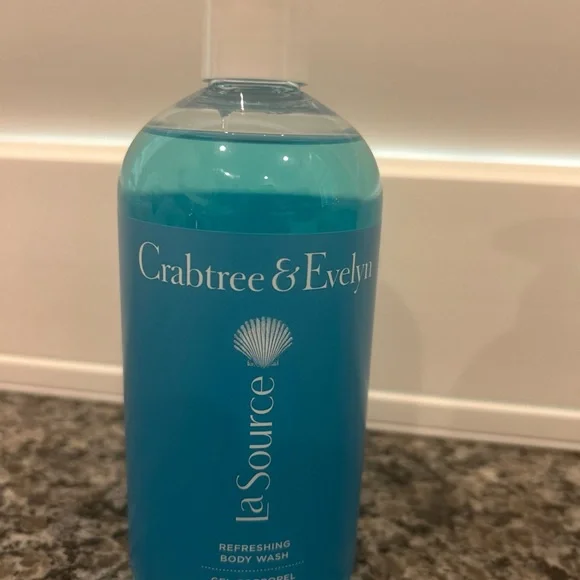 Crabtree & Evelyn
La Source
REFRESHING
BODY WASH